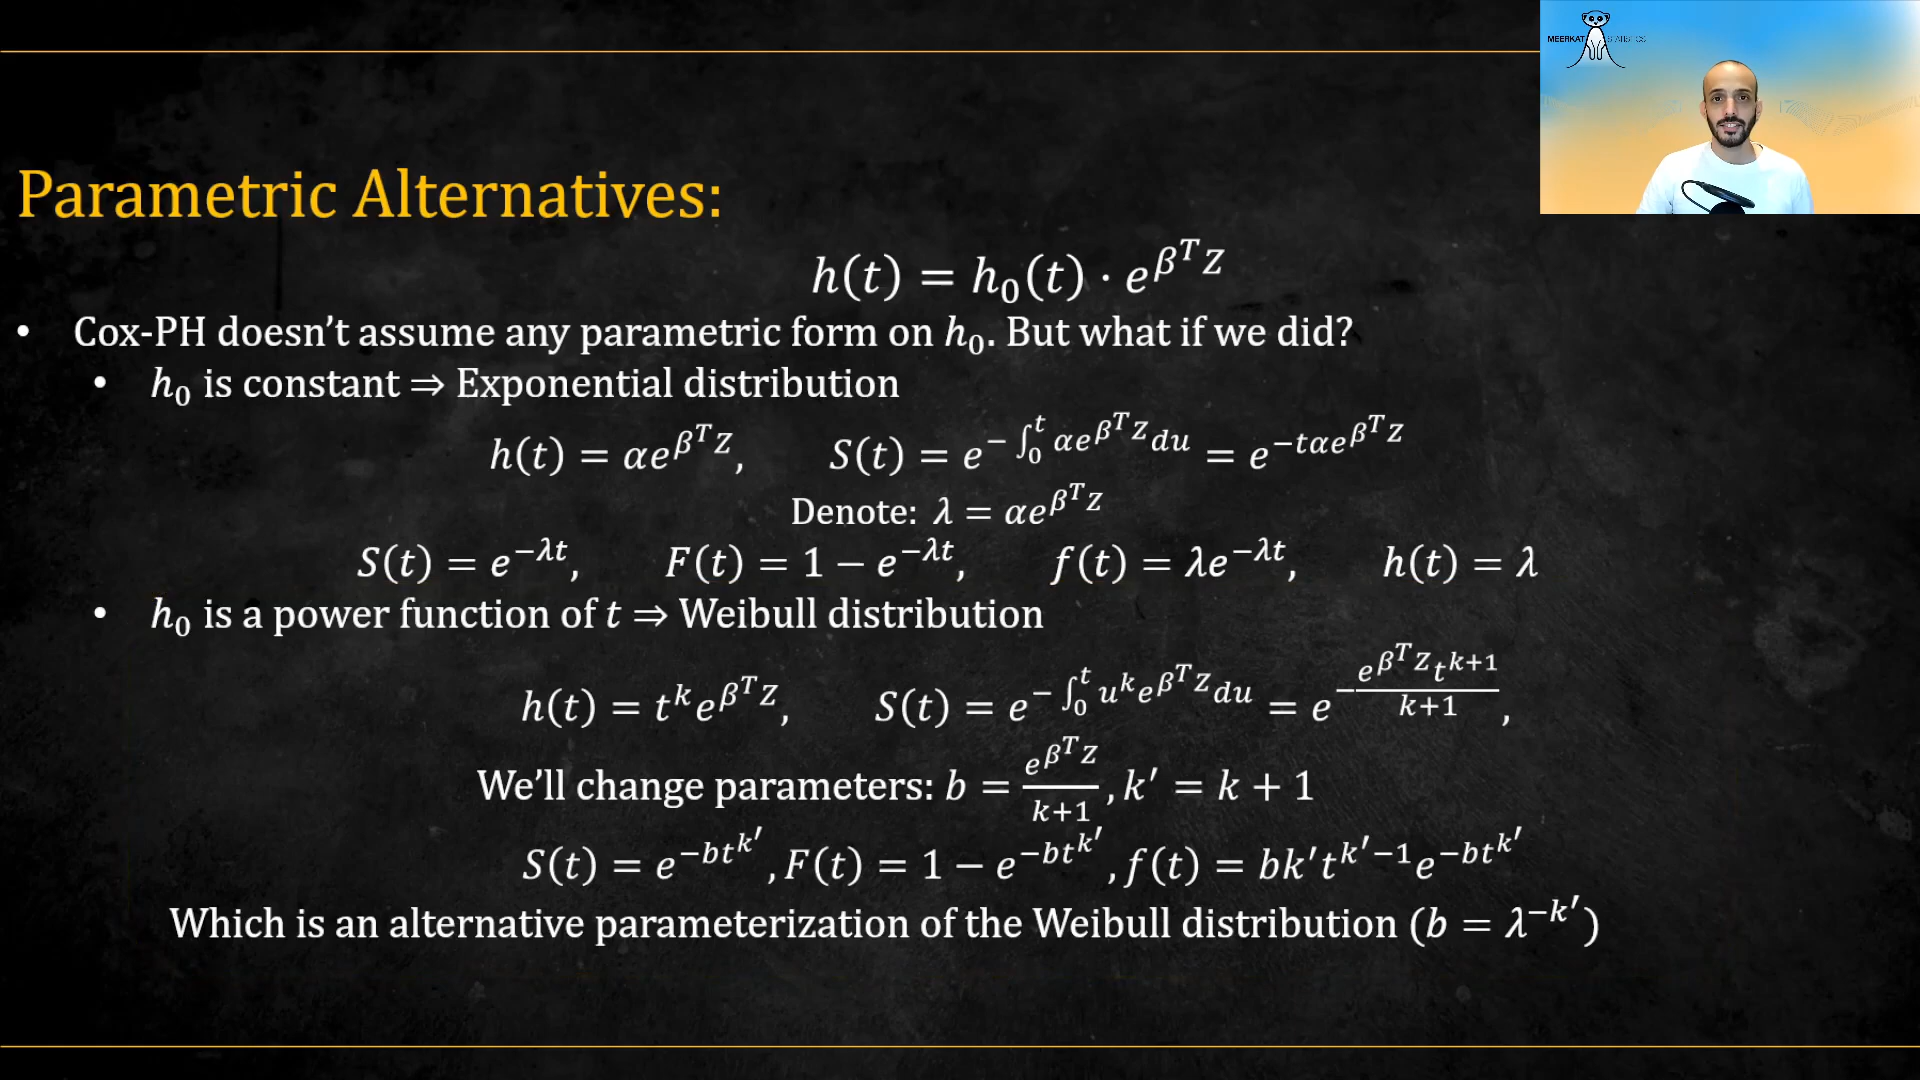 MEERKAT STATISTICS
Parametric Alternatives:
h(t) = h₀(t) · e^{β^T Z}
• Cox-PH doesn't assume any parametric form on h₀. But what if we did?
• h₀ is constant ⇒ Exponential distribution
h(t) = αe^{β^T Z}, S(t) = e^{−∫₀^t αe^{β^T Z} du} = e^{−tαe^{β^T Z}}
Denote: λ = αe^{β^T Z}
S(t) = e^{−λt}, F(t) = 1 − e^{−λt}, f(t) = λe^{−λt}, h(t) = λ
• h₀ is a power function of t ⇒ Weibull distribution
h(t) = t^k e^{β^T Z}, S(t) = e^{−∫₀^t u^k e^{β^T Z} du} = e^{−\frac{e^{β^T Z} t^{k+1}}{k+1}},
We'll change parameters: b = \frac{e^{β^T Z}}{k+1}, k′ = k + 1
S(t) = e^{−bt^{k′}}, F(t) = 1 − e^{−bt^{k′}}, f(t) = bk′t^{k′−1}e^{−bt^{k′}}
Which is an alternative parameterization of the Weibull distribution (b = λ^{−k′})